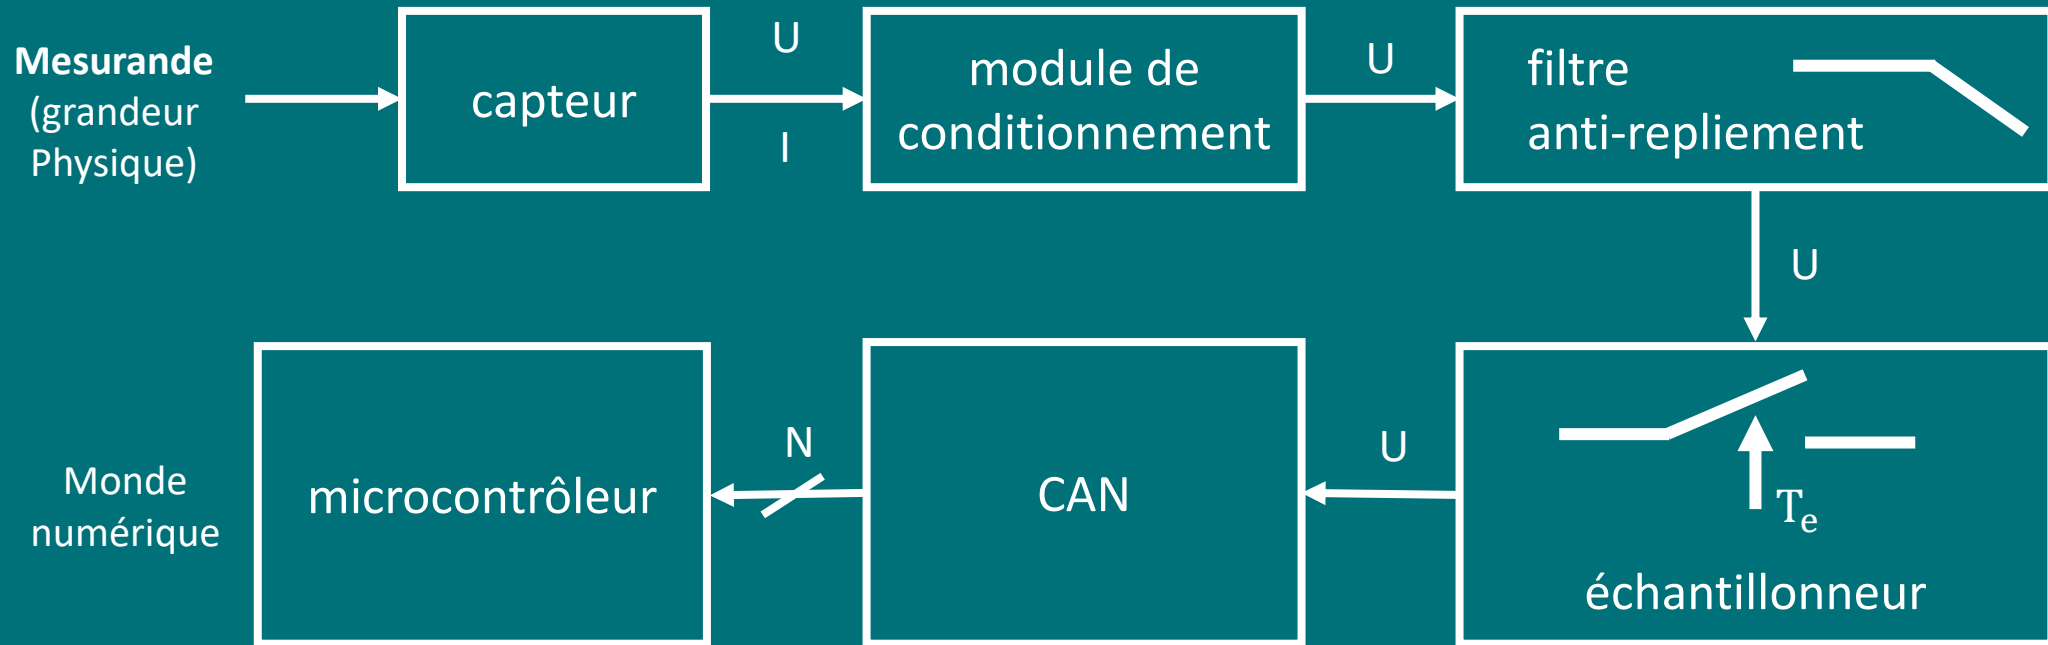 Mesurande
(grandeur
Physique)
capteur
U
I
module de
conditionnement
U
filtre
anti-repliement
U
Monde
numérique
microcontrôleur
N
CAN
U
Te
échantillonneur